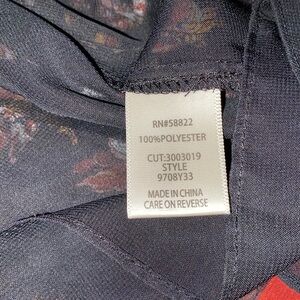 RN#58822
100%POLYESTER
CUT:3003019
STYLE
9708Y33
MADE IN CHINA
CARE ON REVERSE